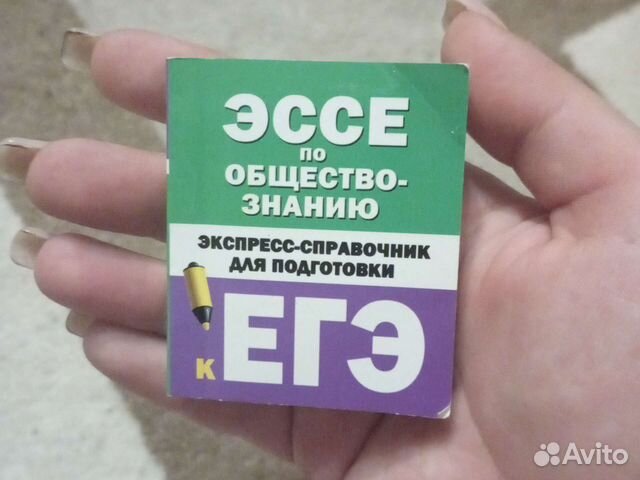 ЭССЕ
ПО
ОБЩЕСТВО-
ЗНАНИЮ
ЭКСПРЕСС-СПРАВОЧНИК
ДЛЯ ПОДГОТОВКИ
К ЕГЭ
Avito